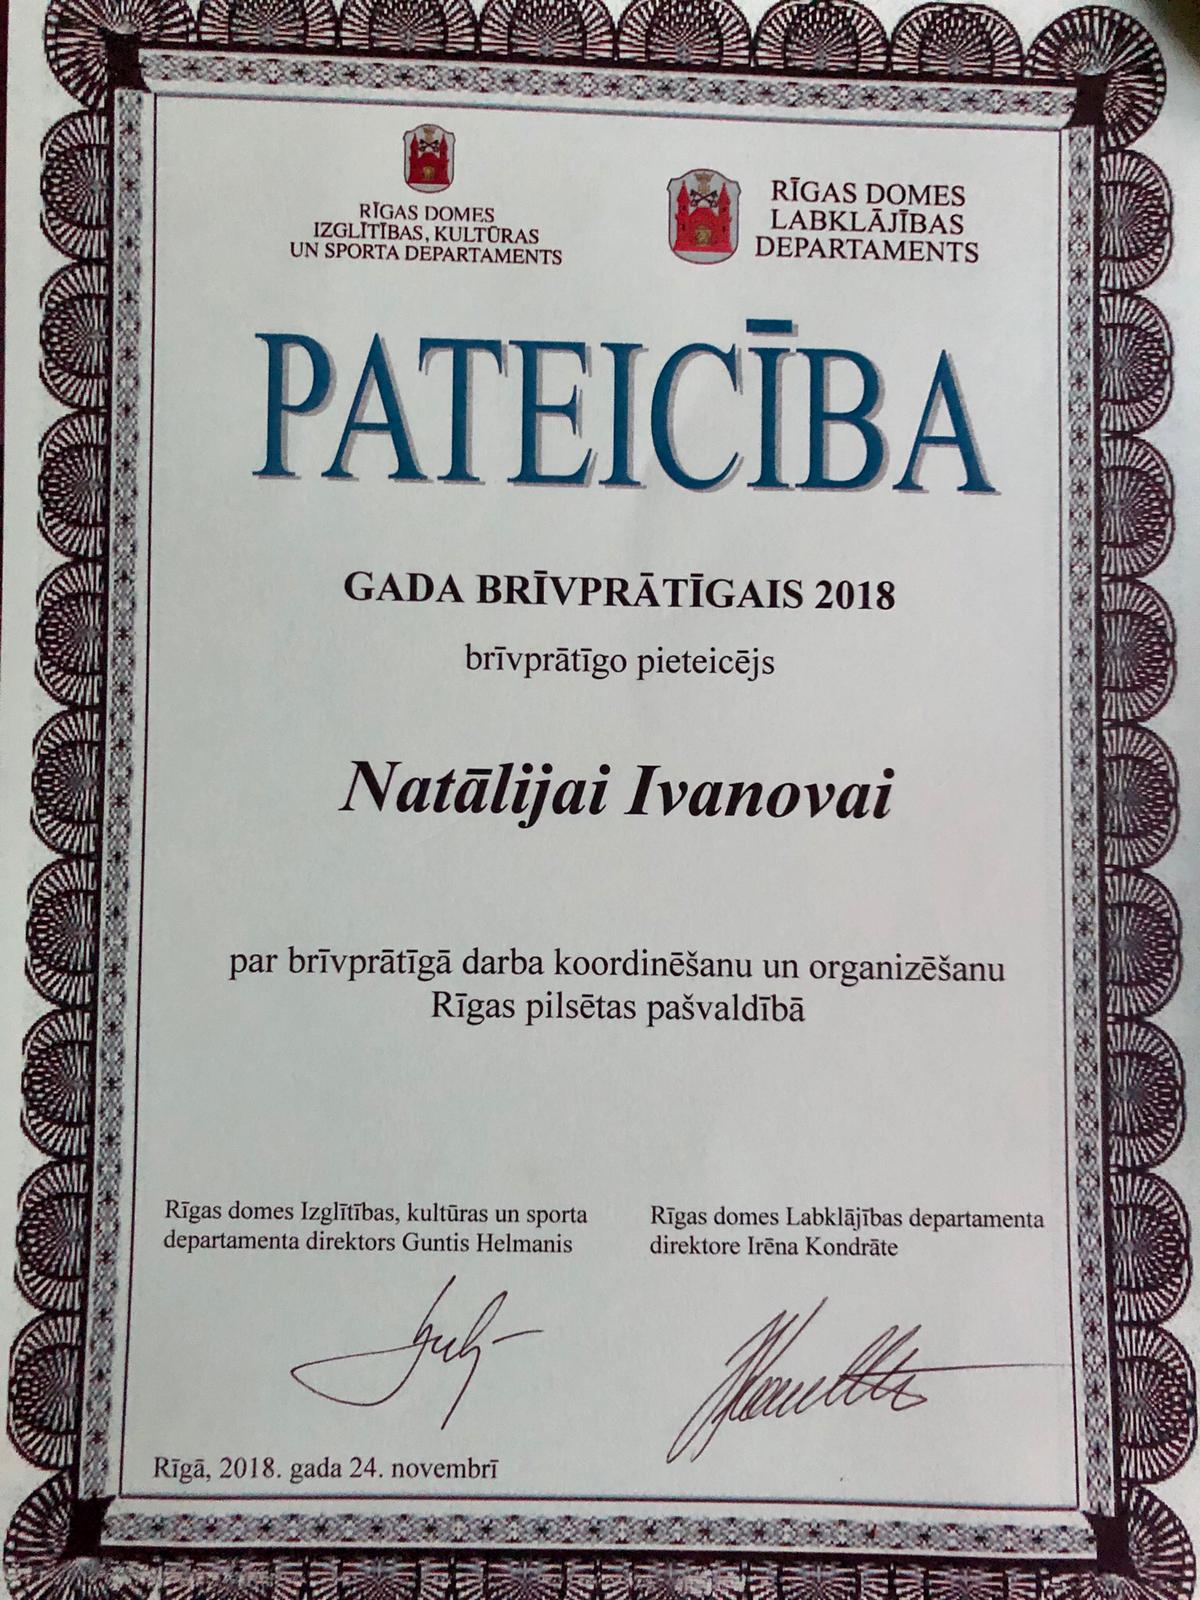 RĪGAS DOMES
IZGLĪTĪBAS, KULTŪRAS
UN SPORTA DEPARTAMENTS
RĪGAS DOMES
LABKLĀJĪBAS
DEPARTAMENTS
PATEICĪBA
GADA BRĪVPRĀTĪGAIS 2018
brīvprātīgo pieteicējs
Natālijai Ivanovai
par brīvprātīgā darba koordinēšanu un organizēšanu
Rīgas pilsētas pašvaldībā
Rīgas domes Izglītības, kultūras un sporta
departamenta direktors Guntis Helmanis
Rīgas domes Labklājības departamenta
direktore Irēna Kondrāte
Rīgā, 2018. gada 24. novembrī